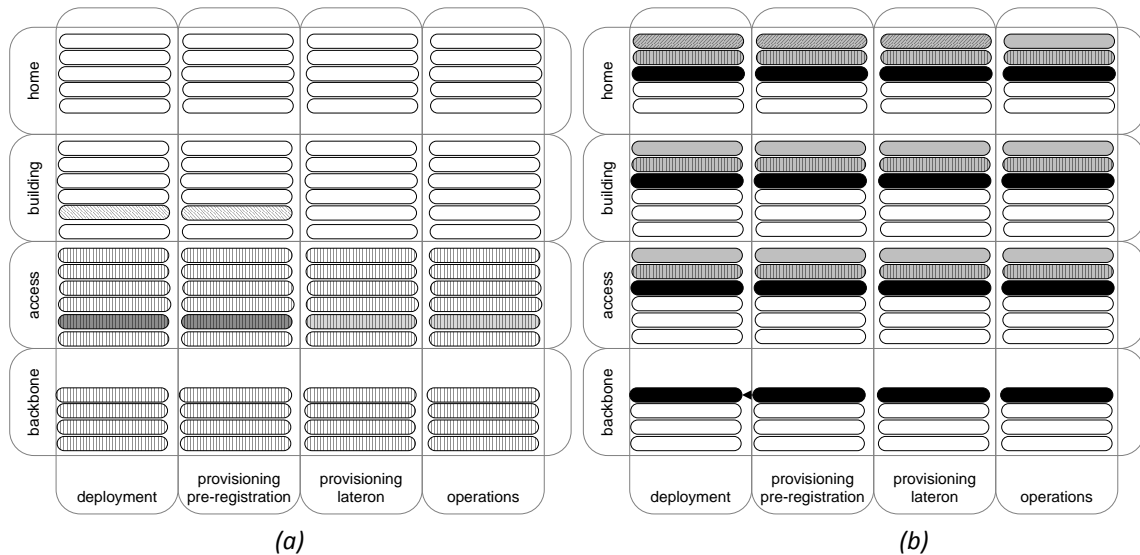 home
building
access
backbone
deployment
provisioning
pre-registration
provisioning
lateron
operations
(a)
home
building
access
backbone
deployment
provisioning
pre-registration
provisioning
lateron
operations
(b)